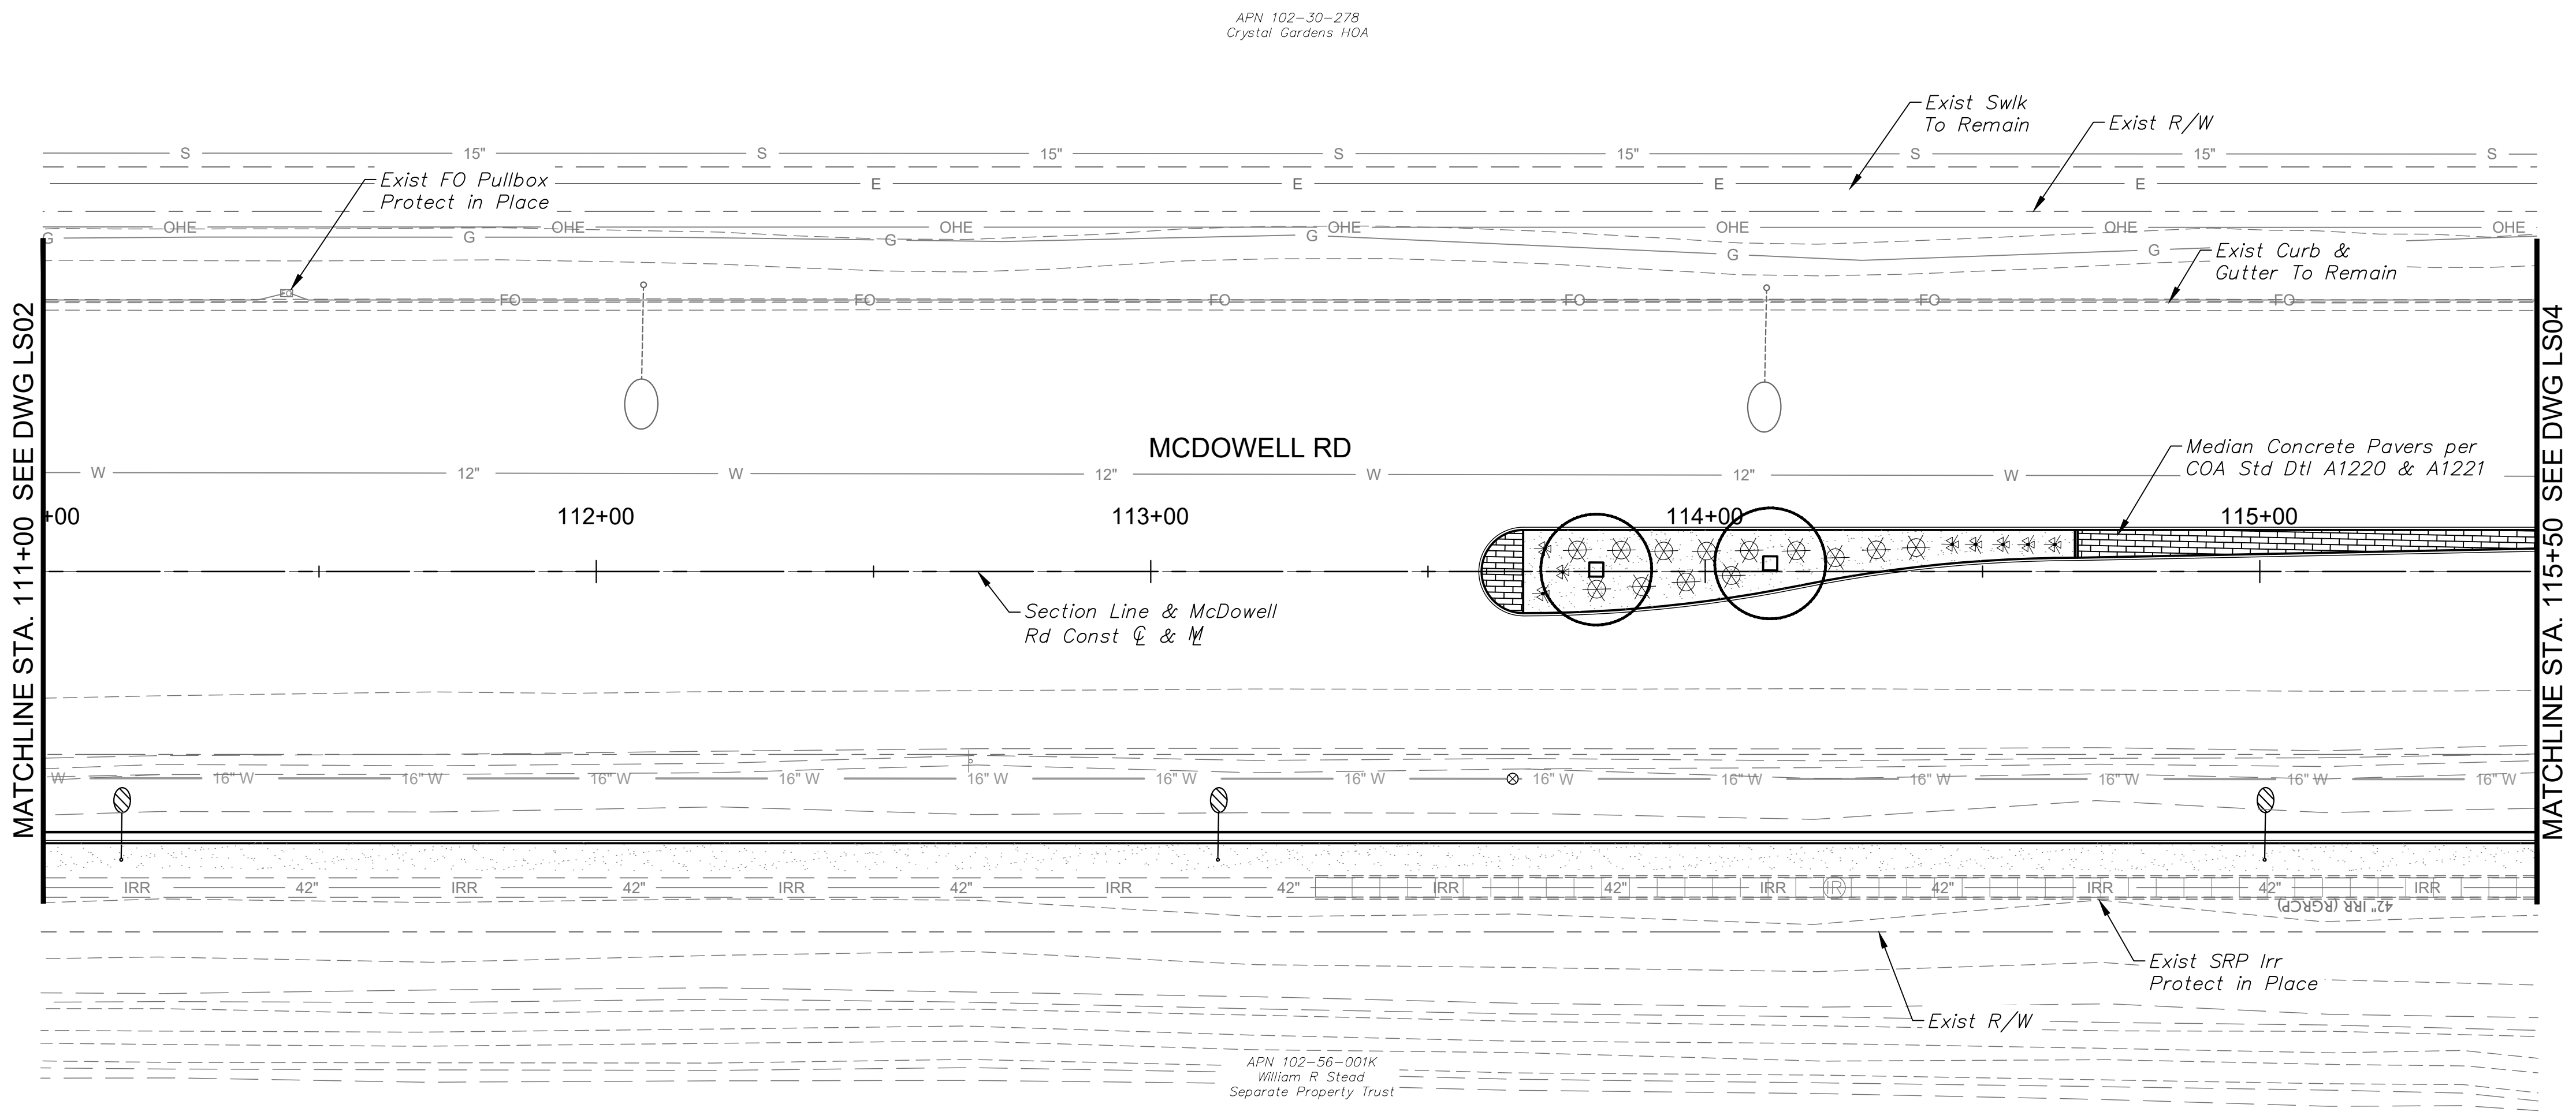 APN 102-30-278
Crystal Gardens HOA
Exist Swlk
To Remain
Exist R/W
S 15" S 15" S 15" S 15" S
Exist FO Pullbox
Protect in Place
E E E E
OHE OHE OHE OHE OHE OHE OHE
G G G G G G
Exist Curb &
Gutter To Remain
FO FO FO FO FO FO FO
MATCHLINE STA. 111+00 SEE DWG LS02
MATCHLINE STA. 115+50 SEE DWG LS04
MCDOWELL RD
Median Concrete Pavers per
COA Std Dtl A1220 & A1221
W 12" W 12" W 12" W
+00 112+00 113+00 114+00 115+00
Section Line & McDowell
Rd Const CL & ML
W 16" W 16" W 16" W 16" W 16" W 16" W 16" W 16" W 16" W 16" W 16" W 16" W 16" W
IRR 42" IRR 42" IRR 42" IRR 42" IRR 42" IRR IR 42" IRR 42" IRR
42" IRR (RGRCP)
Exist SRP Irr
Protect in Place
Exist R/W
APN 102-56-001K
William R Stead
Separate Property Trust